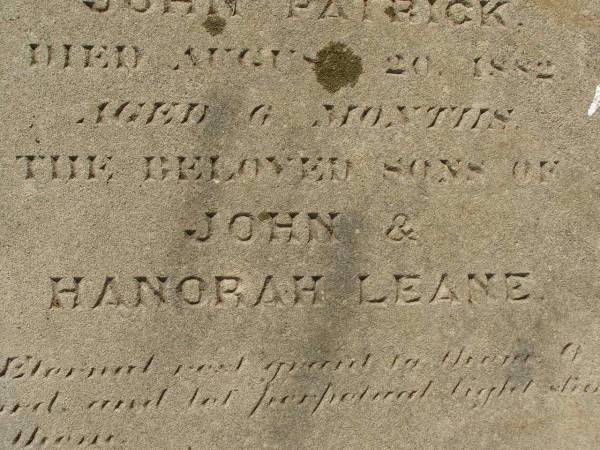 JOHN PATRICK.
DIED AUGUST 20, 1882.
AGED 6 MONTHS.
THE BELOVED SONS OF
JOHN &
HANORAH LEANE.
Eternal rest grant to them, O
and let perpetual light
them.